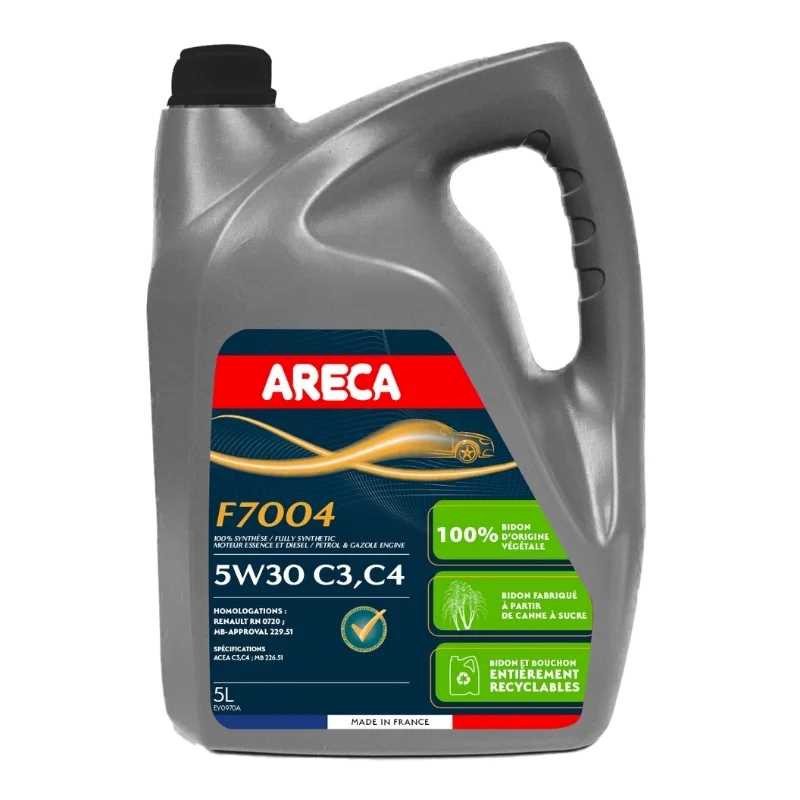 ARECA
F7004
100% SYNTHÈSE / FULLY SYNTHETIC
MOTEUR ESSENCE ET DIESEL / PETROL & GAZOLE ENGINE
5W30 C3,C4
HOMOLOGATIONS :
RENAULT RN 0720 ;
MB-APPROVAL 229.51
SPÉCIFICATIONS
ACEA C3,C4 ; MB 226.51
5L
EY0970A
100% BIDON
D'ORIGINE
VÉGÉTALE
BIDON FABRIQUÉ
À PARTIR
DE CANNE À SUCRE
BIDON ET BOUCHON
ENTIÈREMENT
RECYCLABLES
MADE IN FRANCE